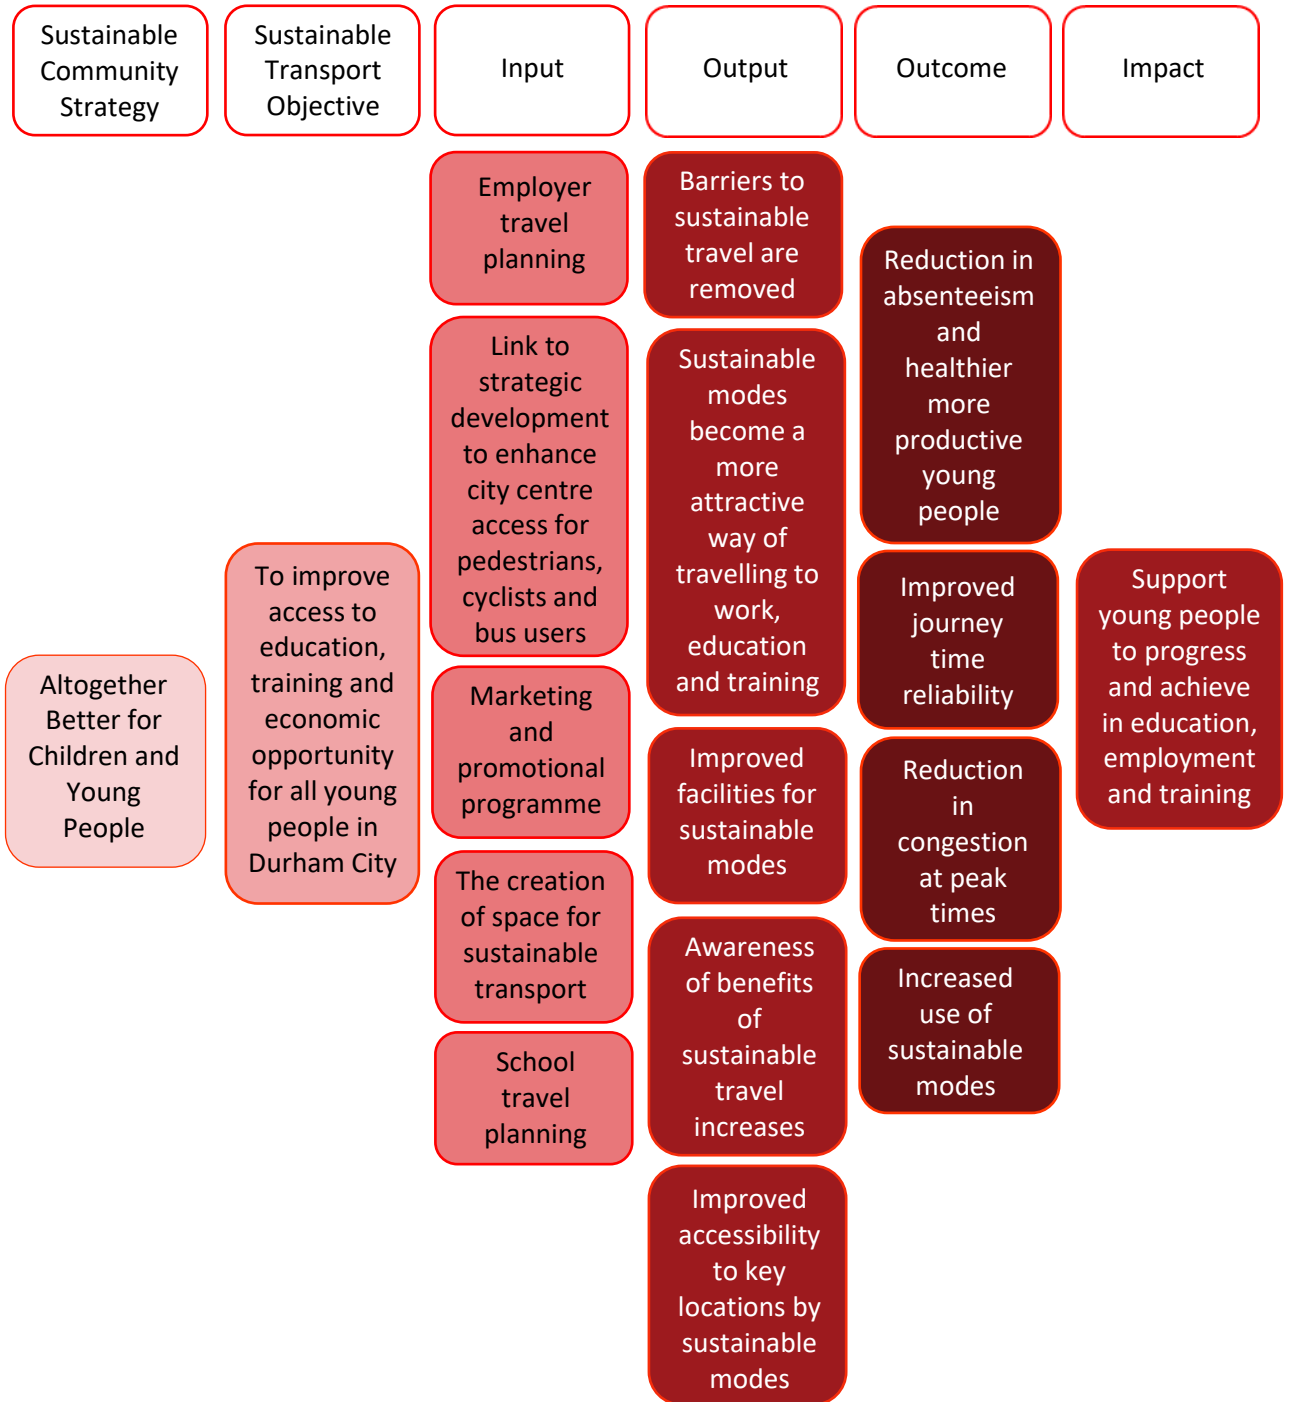 Sustainable
Community
Strategy
Sustainable
Transport
Objective
Input
Output
Outcome
Impact
Altogether
Better for
Children and
Young
People
To improve
access to
education,
training and
economic
opportunity
for all young
people in
Durham City
Employer
travel
planning
Link to
strategic
development
to enhance
city centre
access for
pedestrians,
cyclists and
bus users
Marketing
and
promotional
programme
The creation
of space for
sustainable
transport
School
travel
planning
Barriers to
sustainable
travel are
removed
Sustainable
modes
become a
more
attractive
way of
travelling to
work,
education
and training
Improved
facilities for
sustainable
modes
Awareness
of benefits
of
sustainable
travel
increases
Improved
accessibility
to key
locations by
sustainable
modes
Reduction in
absenteeism
and
healthier
more
productive
young
people
Improved
journey
time
reliability
Reduction
in
congestion
at peak
times
Increased
use of
sustainable
modes
Support
young people
to progress
and achieve
in education,
employment
and training